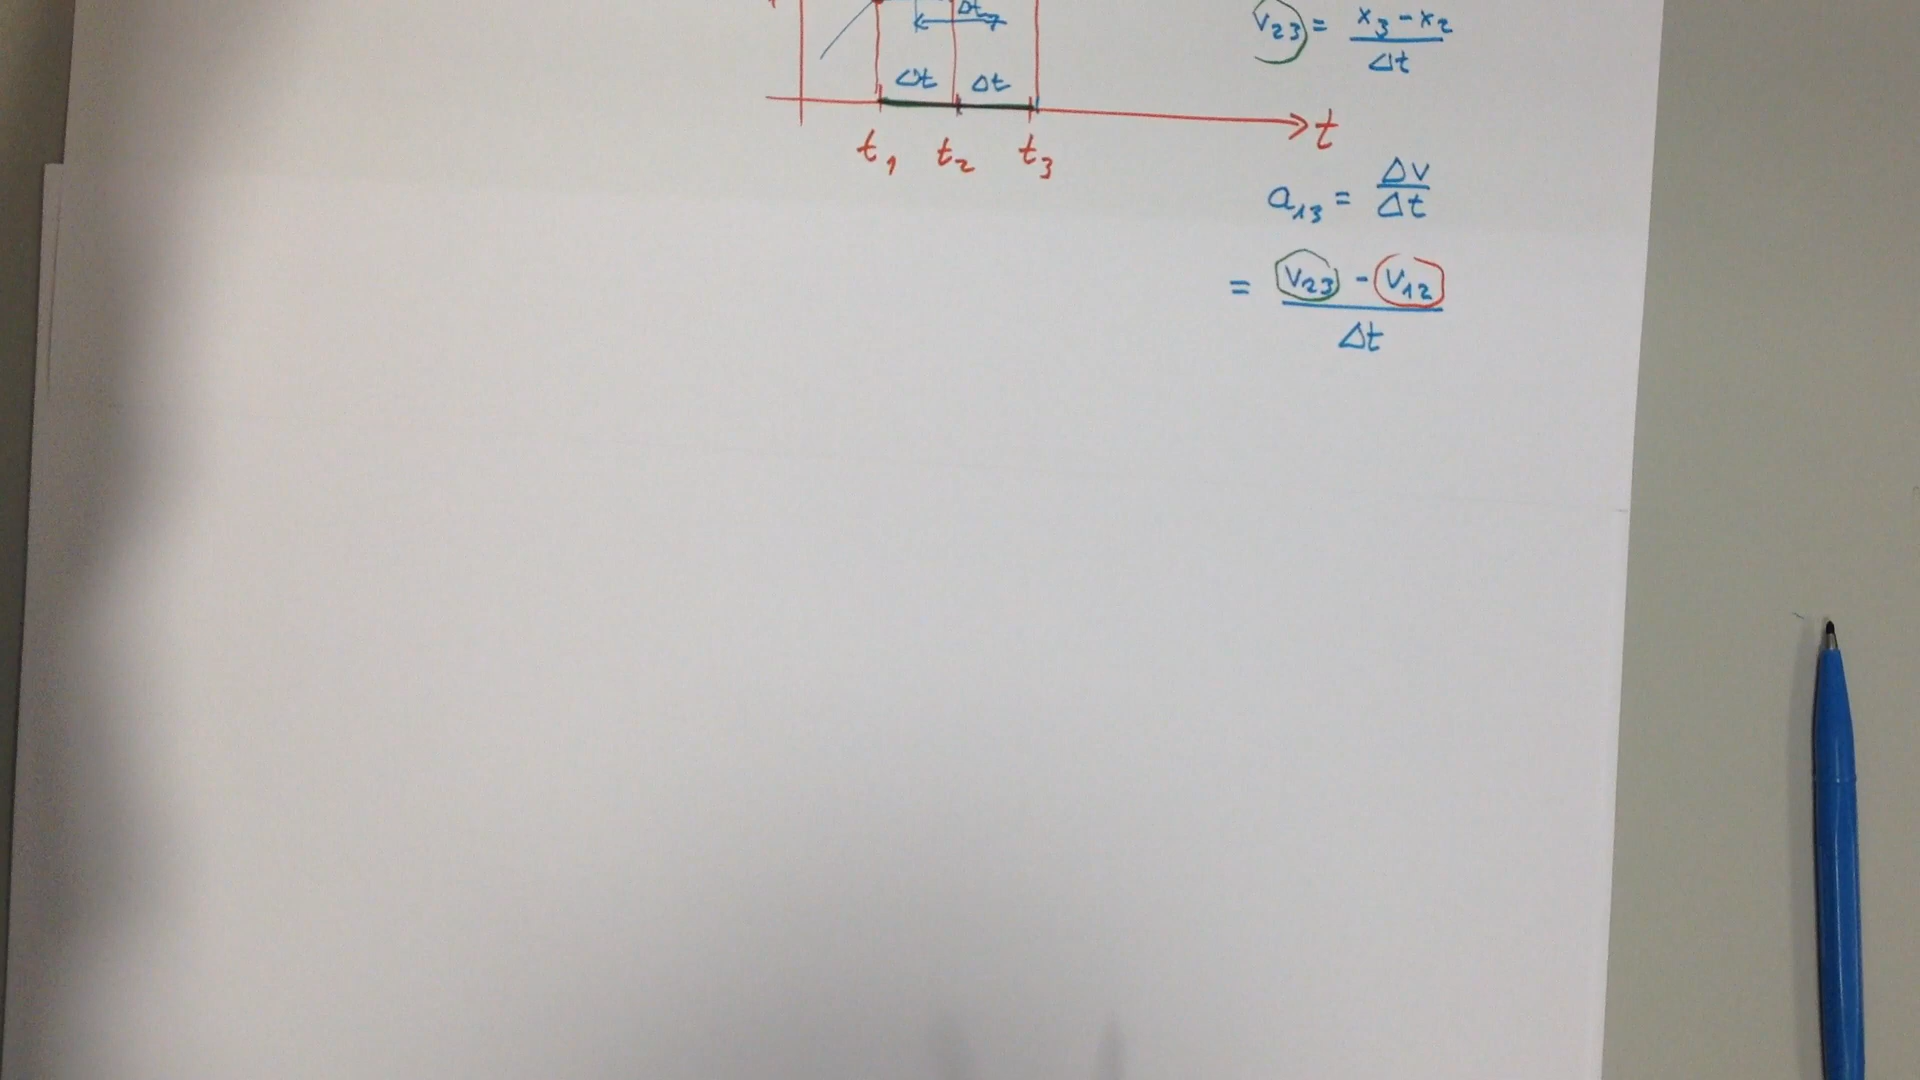 Δt
v₂₃ = (x₃ - x₂) / Δt
Δt Δt
t
t₁ t₂ t₃
a₁₃ = Δv / Δt
= (v₂₃ - v₁₂) / Δt